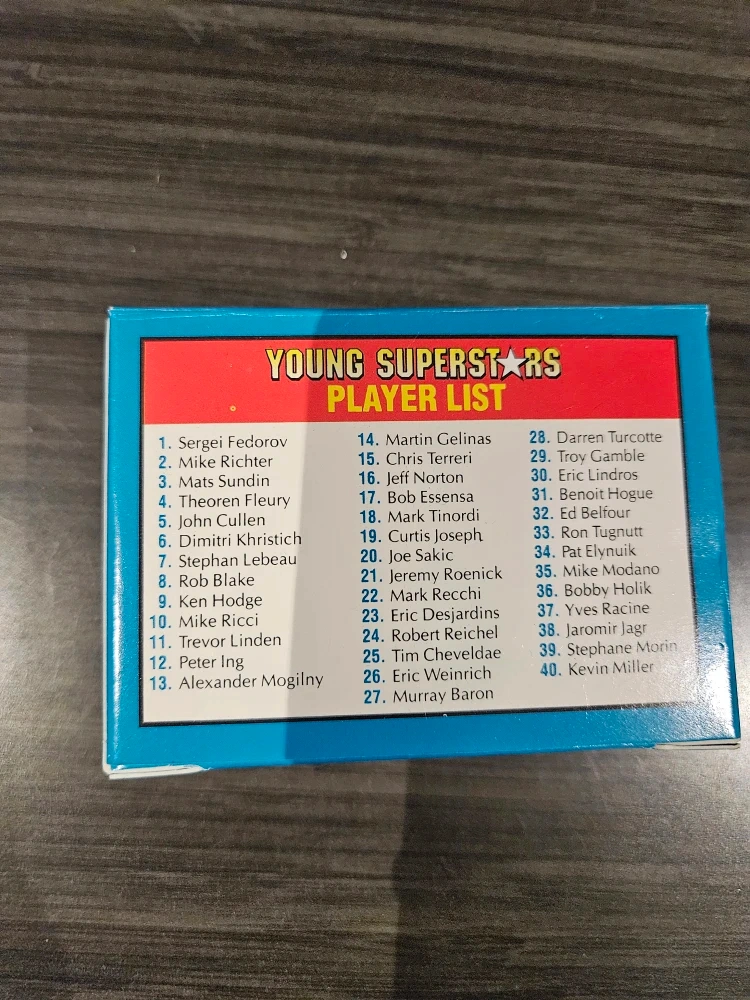 YOUNG SUPERSTARS
PLAYER LIST
1. Sergei Fedorov
2. Mike Richter
3. Mats Sundin
4. Theoren Fleury
5. John Cullen
6. Dimitri Khristich
7. Stephan Lebeau
8. Rob Blake
9. Ken Hodge
10. Mike Ricci
11. Trevor Linden
12. Peter Ing
13. Alexander Mogilny
14. Martin Gelinas
15. Chris Terreri
16. Jeff Norton
17. Bob Essensa
18. Mark Tinordi
19. Curtis Joseph
20. Joe Sakic
21. Jeremy Roenick
22. Mark Recchi
23. Eric Desjardins
24. Robert Reichel
25. Tim Cheveldae
26. Eric Weinrich
27. Murray Baron
28. Darren Turcotte
29. Troy Gamble
30. Eric Lindros
31. Benoit Hogue
32. Ed Belfour
33. Ron Tugnutt
34. Pat Elynuik
35. Mike Modano
36. Bobby Holik
37. Yves Racine
38. Jaromir Jagr
39. Stephane Morin
40. Kevin Miller